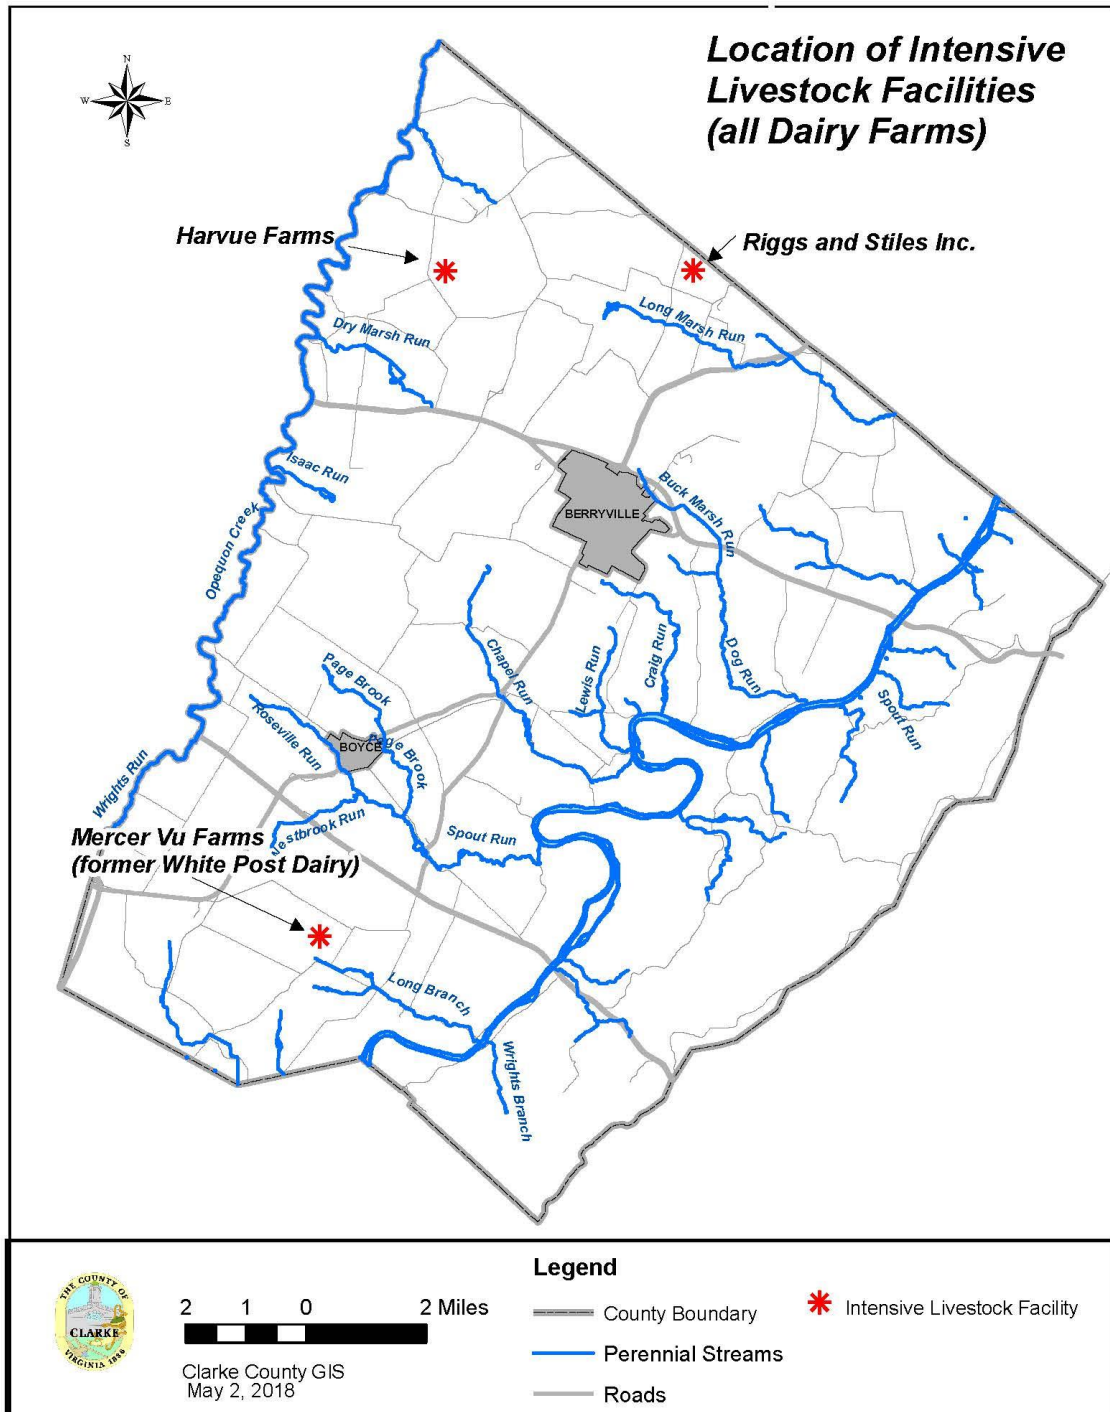 Location of Intensive
Livestock Facilities
(all Dairy Farms)
N
W
E
S
Harvue Farms
Riggs and Stiles Inc.
Long Marsh Run
Dry Marsh Run
Isaac Run
Buck Marsh Run
BERRYVILLE
Opequon Creek
Page Brook
Chapel Run
Lewis Run
Craig Run
Dog Run
Spout Run
Roseville Run
BOYCE
Page Brook
Wrights Run
Mercer Vu Farms
(former White Post Dairy)
estbrook Run
Spout Run
Long Branch
Wrights Branch
THE COUNTY OF
CLARKE
VIRGINIA 1836
2 1 0 2 Miles
Clarke County GIS
May 2, 2018
Legend
County Boundary
Intensive Livestock Facility
Perennial Streams
Roads